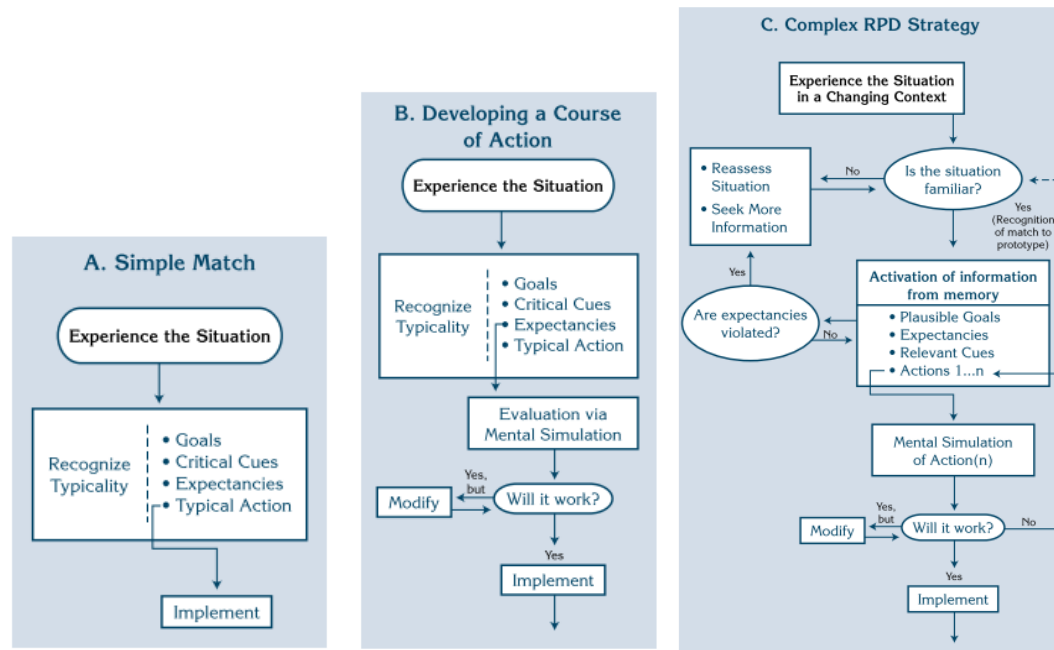 A. Simple Match
Experience the Situation
Recognize
Typicality
• Goals
• Critical Cues
• Expectancies
• Typical Action
Implement
B. Developing a Course
of Action
Experience the Situation
Recognize
Typicality
• Goals
• Critical Cues
• Expectancies
• Typical Action
Evaluation via
Mental Simulation
Yes,
but
Modify
Will it work?
Yes
Implement
C. Complex RPD Strategy
Experience the Situation
in a Changing Context
• Reassess
Situation
• Seek More
Information
No
Is the situation
familiar?
Yes
(Recognition
of match to
prototype)
Yes
Are expectancies
violated?
No
Activation of information
from memory
• Plausible Goals
• Expectancies
• Relevant Cues
• Actions 1...n
Mental Simulation
of Action(n)
Yes,
but
Modify
Will it work?
No
Yes
Implement